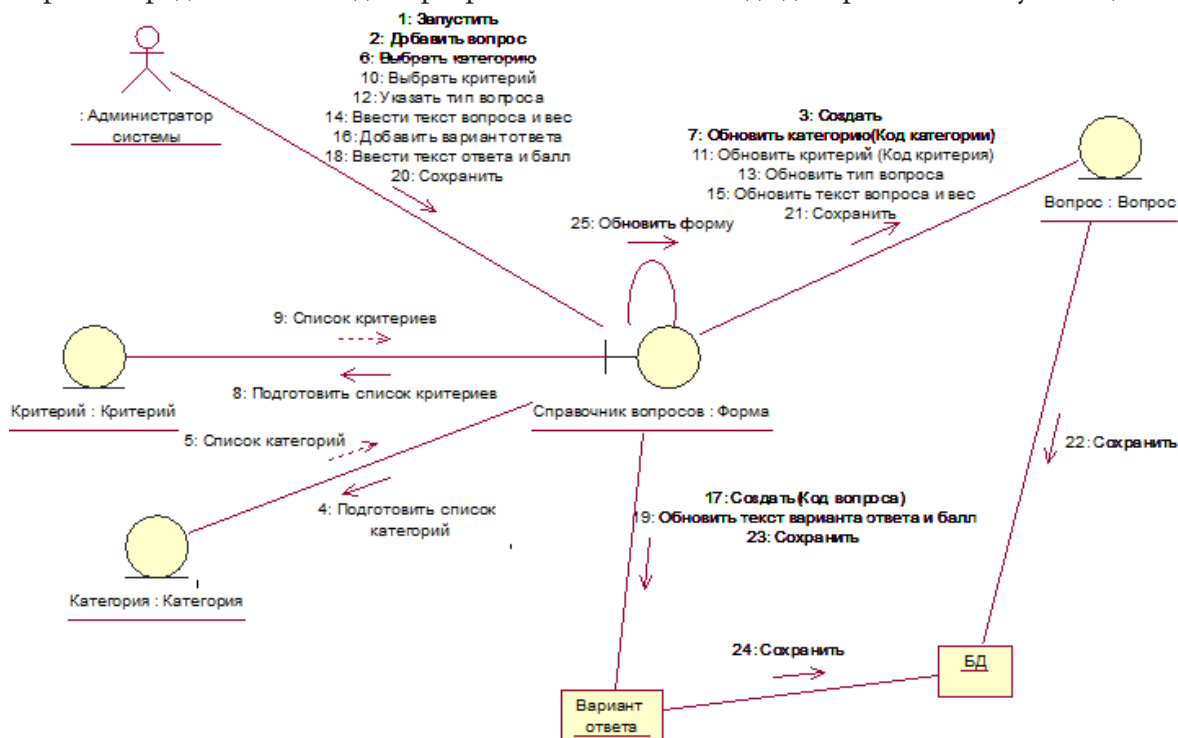 1: Запустить
2: Добавить вопрос
6: Выбрать категорию
10: Выбрать критерий
12: Указать тип вопроса
14: Ввести текст вопроса и вес
16: Добавить вариант ответа
18: Ввести текст ответа и балл
20: Сохранить
: Администратор
системы
3: Создать
7: Обновить категорию(Код категории)
11: Обновить критерий (Код критерия)
13: Обновить тип вопроса
15: Обновить текст вопроса и вес
21: Сохранить
Вопрос : Вопрос
25: Обновить форму
9: Список критериев
8: Подготовить список критериев
Критерий : Критерий
Справочник вопросов : Форма
5: Список категорий
4: Подготовить список
категорий
Категория : Категория
22: Сохранить
17: Создать(Код вопроса)
19: Обновить текст варианта ответа и балл
23: Сохранить
24: Сохранить
БД
Вариант
ответа